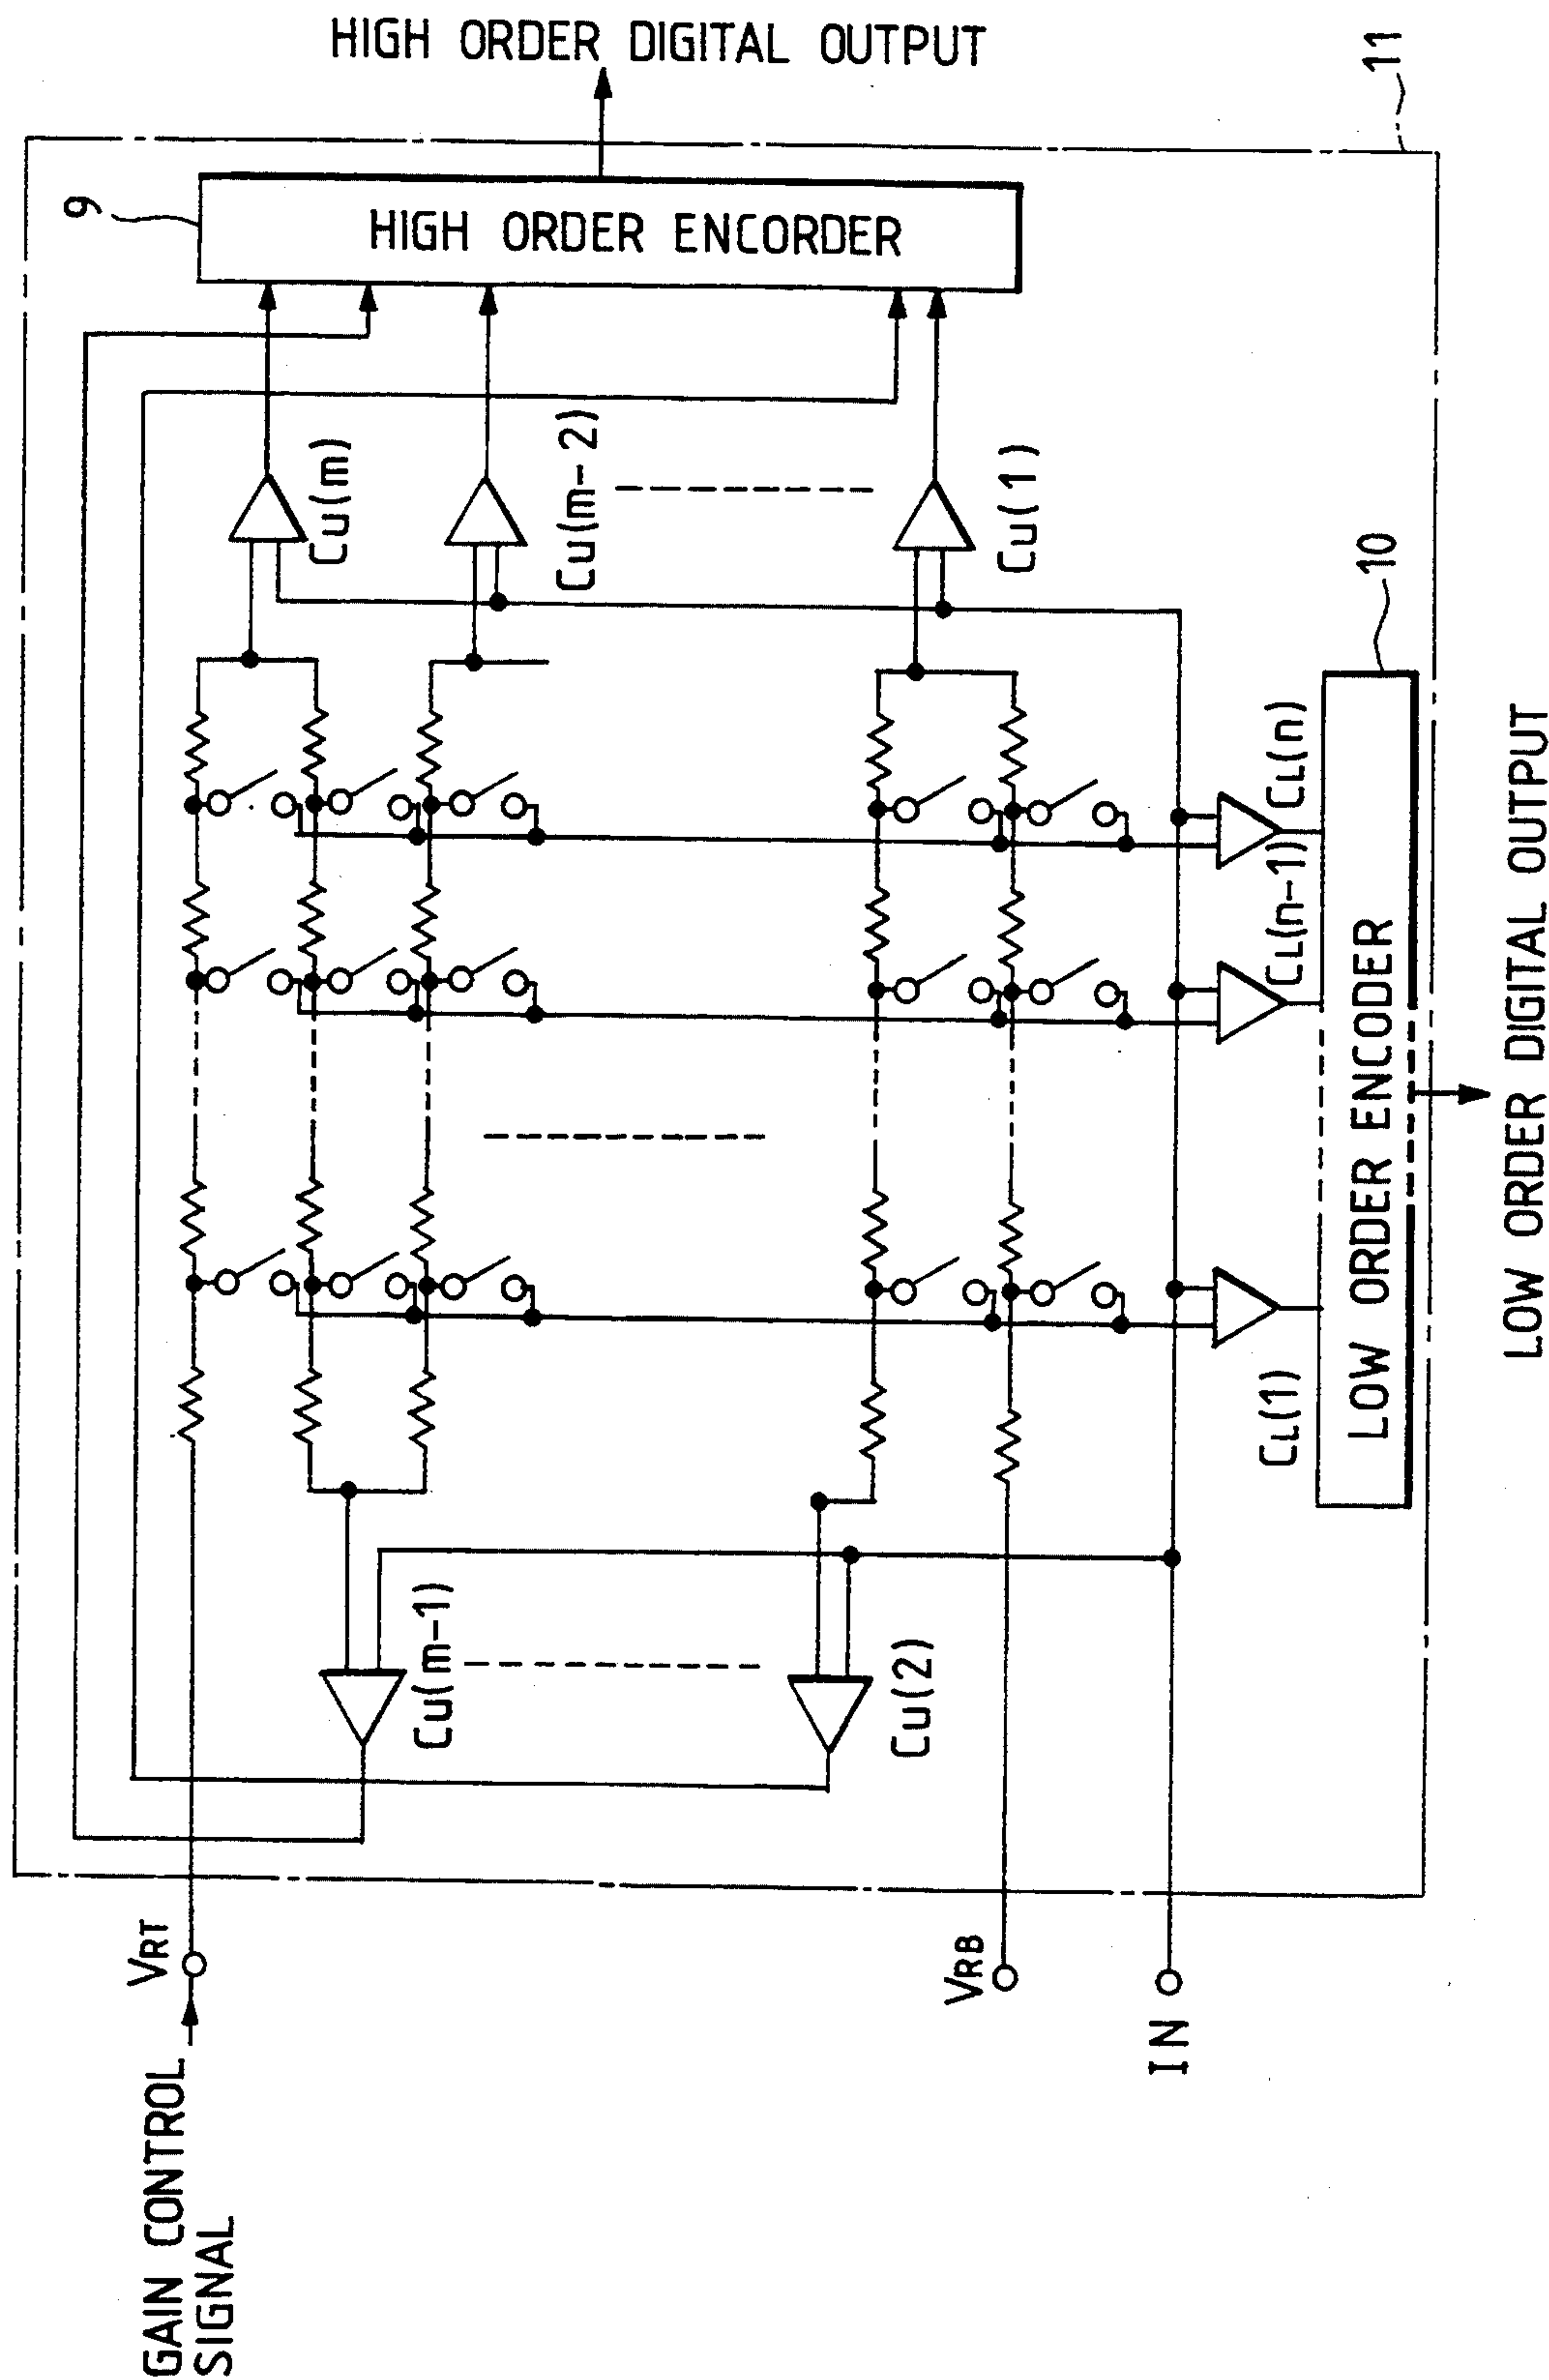 HIGH ORDER DIGITAL OUTPUT
11
9
HIGH ORDER ENCORDER
Cu(m)
Cu(m-2)
Cu(1)
10
CL(n)
CL(n-1)
CL(1)
LOW ORDER ENCODER
LOW ORDER DIGITAL OUTPUT
Cu(m-1)
Cu(2)
VRT
VRB
IN
GAIN CONTROL
SIGNAL